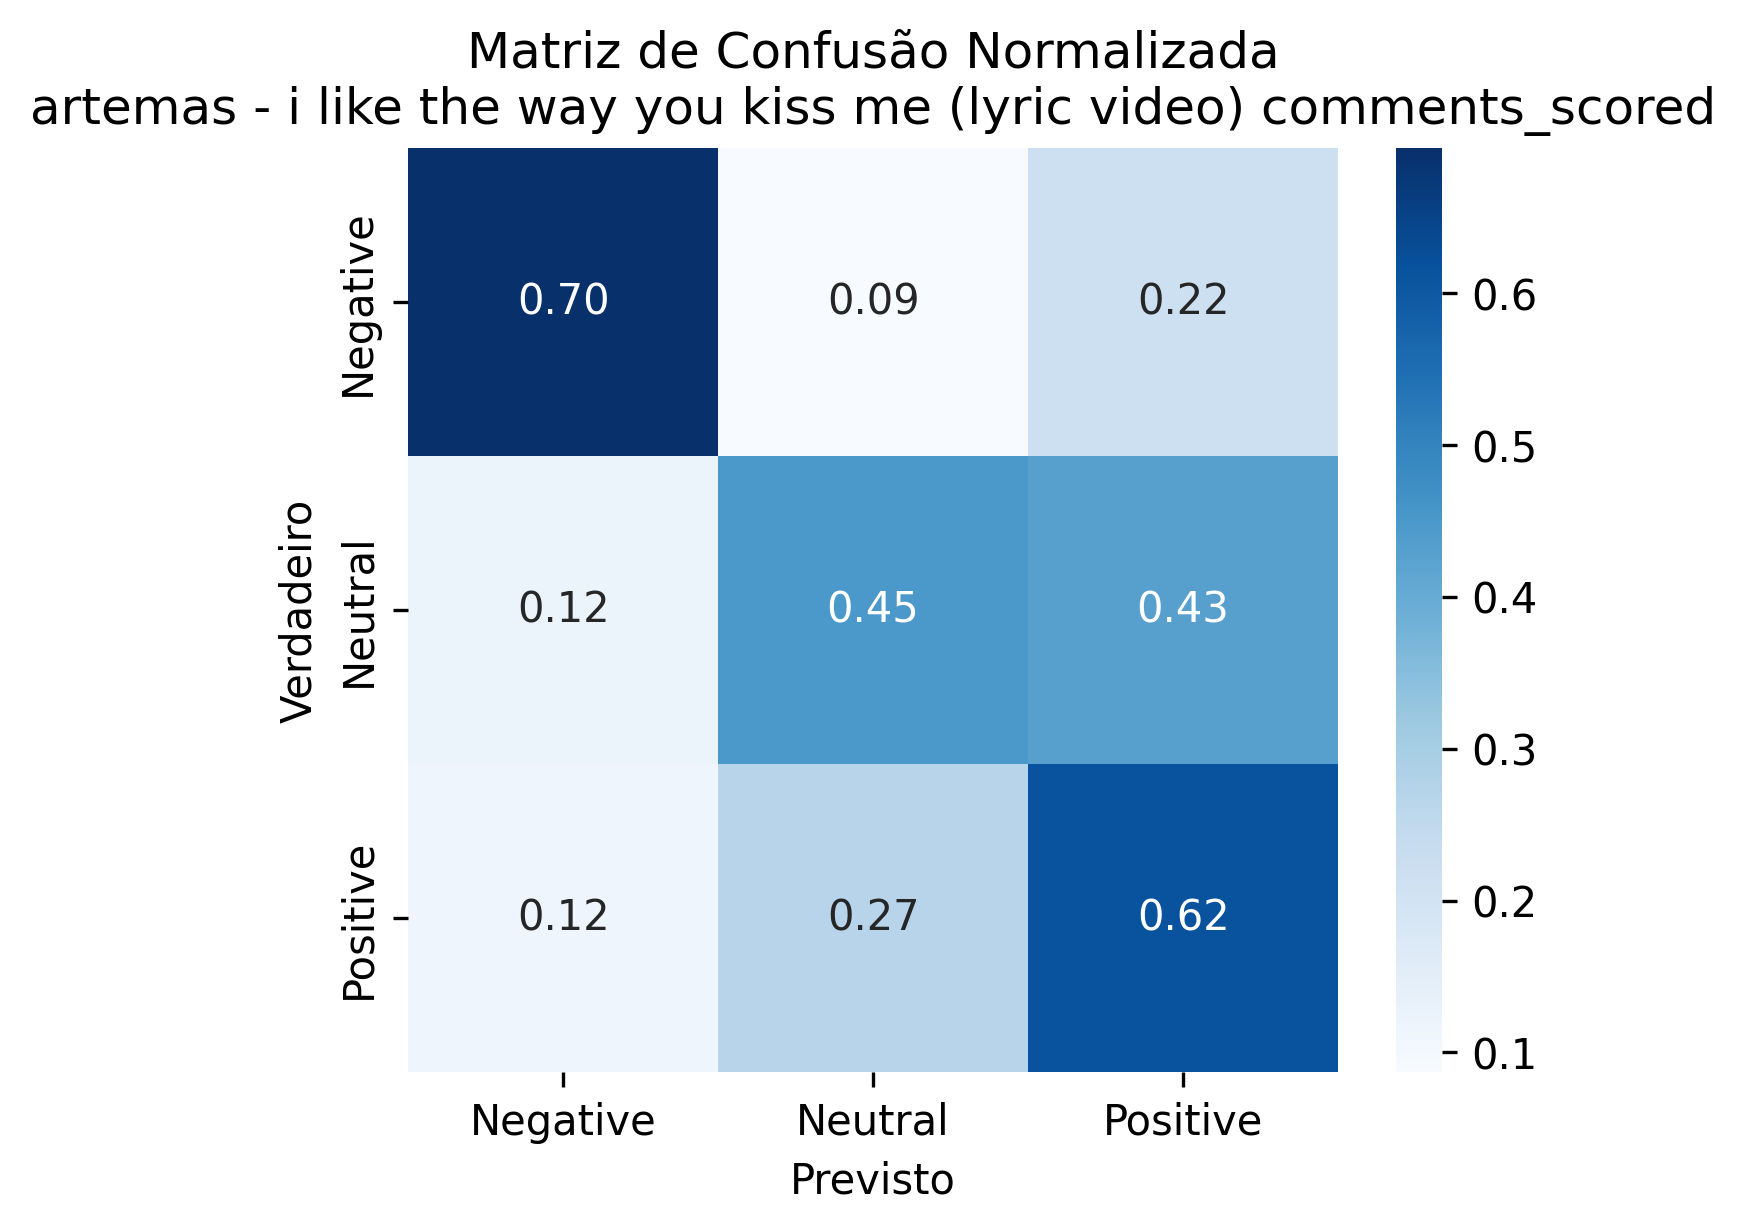 Matriz de Confusão Normalizada
artemas - i like the way you kiss me (lyric video) comments_scored
Verdadeiro
Negative
0.70
0.09
0.22
Neutral
0.12
0.45
0.43
Positive
0.12
0.27
0.62
Negative
Neutral
Positive
Previsto
0.6
0.5
0.4
0.3
0.2
0.1